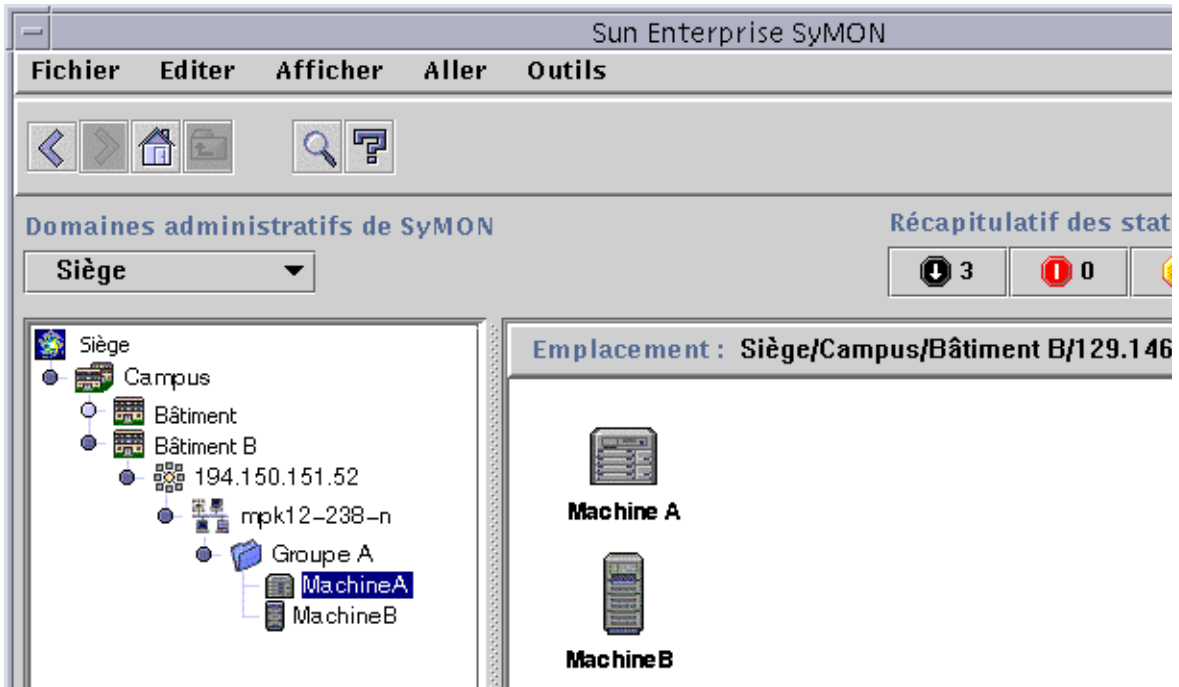 Sun Enterprise SyMON
Fichier Editer Afficher Aller Outils
Domaines administratifs de SyMON
Récapitulatif des stat
Siège
3 0
Siège
Campus
Bâtiment
Bâtiment B
194.150.151.52
mpk12-238-n
Groupe A
MachineA
MachineB
Emplacement : Siège/Campus/Bâtiment B/129.146
Machine A
MachineB